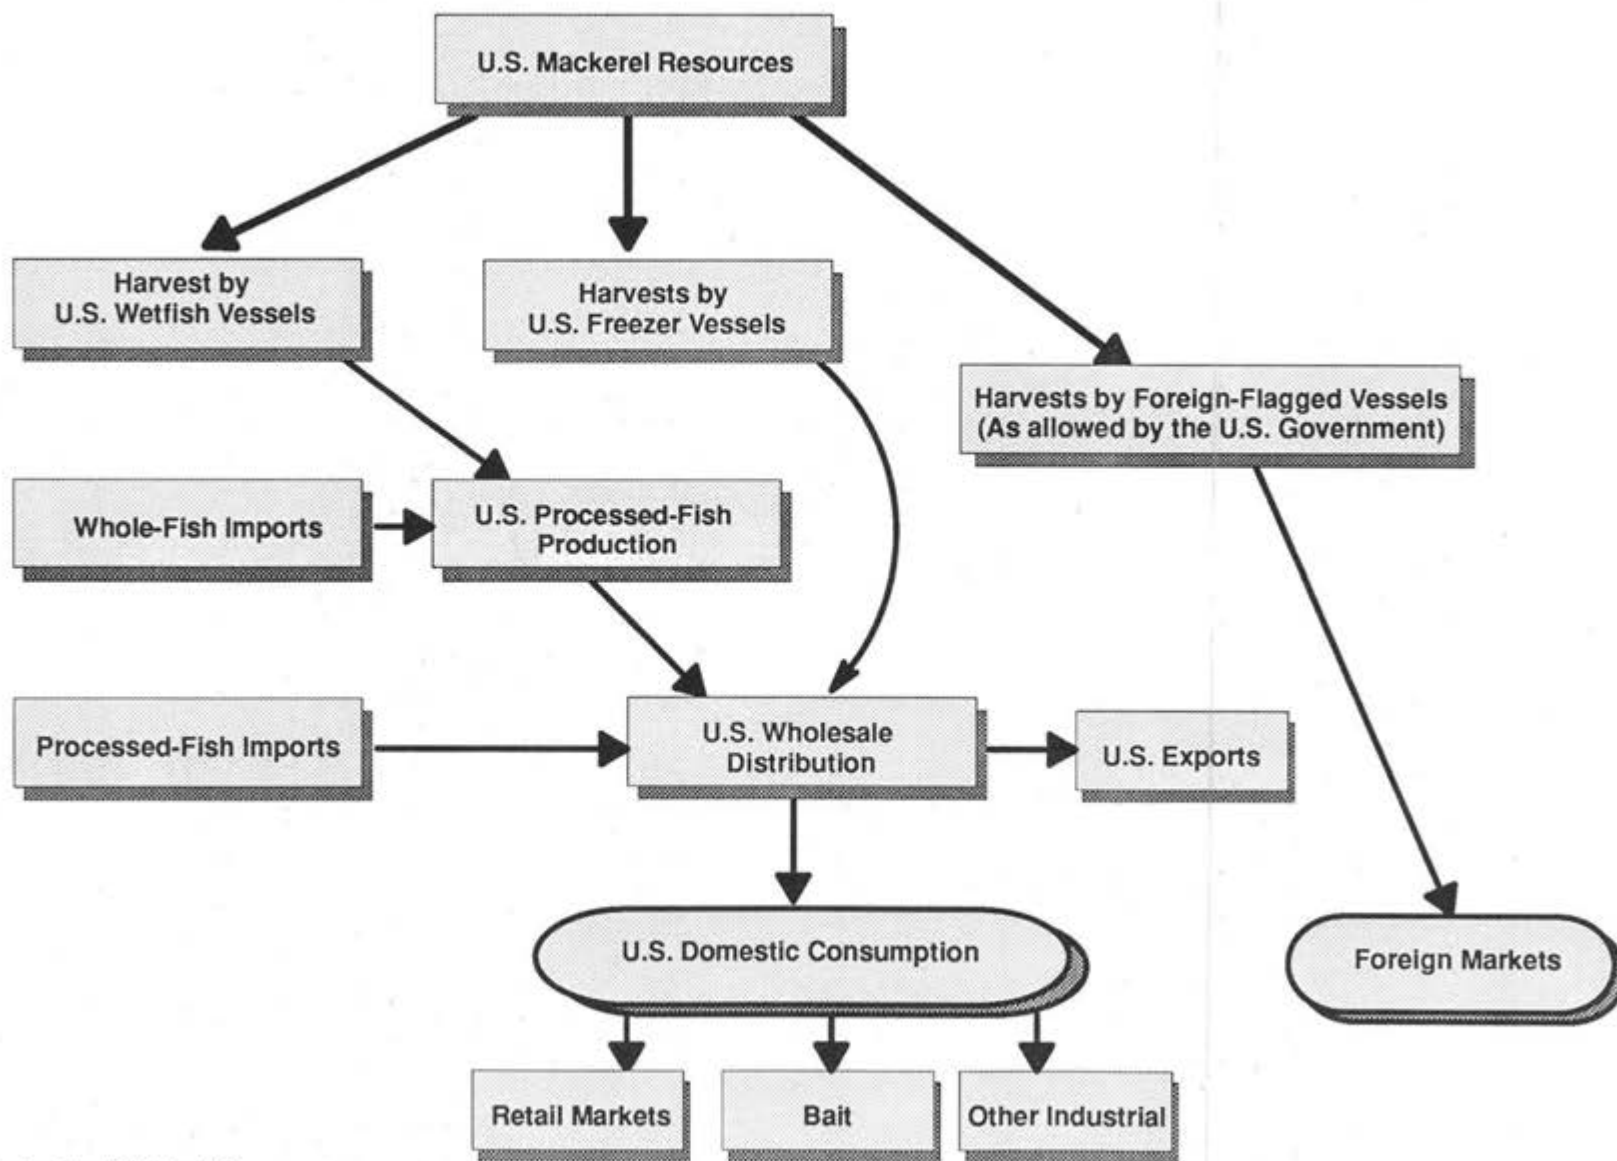 U.S. Mackerel Resources
Harvest by
U.S. Wetfish Vessels
Harvests by
U.S. Freezer Vessels
Harvests by Foreign-Flagged Vessels
(As allowed by the U.S. Government)
Whole-Fish Imports
U.S. Processed-Fish
Production
Processed-Fish Imports
U.S. Wholesale
Distribution
U.S. Exports
U.S. Domestic Consumption
Foreign Markets
Retail Markets
Bait
Other Industrial